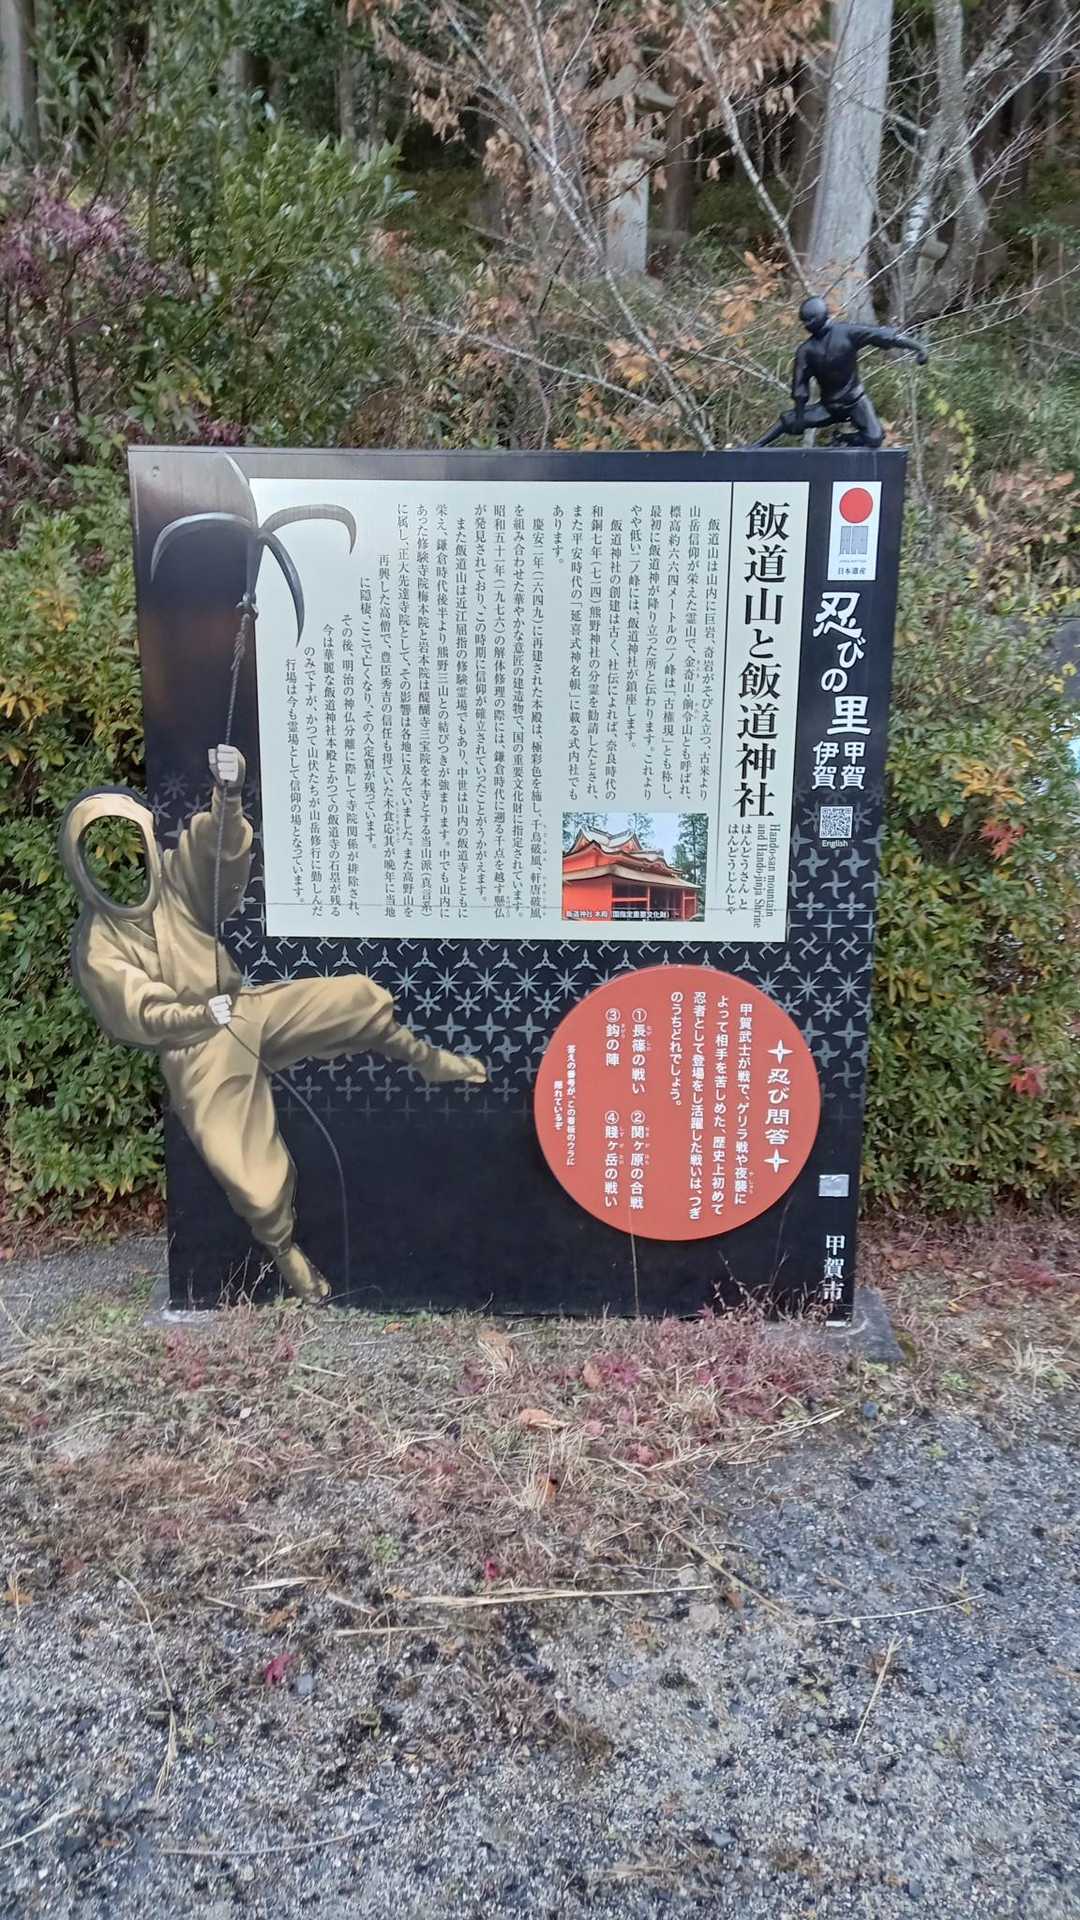 飯道山と飯道神社
Hando-san mountain
and Hando-jinja Shrine
はんどうさん と
はんどうじんじゃ
飯道山は山内に巨岩、奇岩がそびえ立つ、古来より
山岳信仰が栄えた霊山で、金奇山・餉令山とも呼ばれ、
標高約六六四メートルの一ノ峰は「古権現」とも称し、
最初に飯道神が降り立った所と伝わります。これより
やや低い二ノ峰には、飯道神社が鎮座します。
飯道神社の創建は古く、社伝によれば、奈良時代の
和銅七年(七一四)熊野神社の分霊を勧請したとされ、
また平安時代の「延喜式神名帳」に載る式内社でも
あります。
慶安二年(一六四九)に再建された本殿は、極彩色を施し、千鳥破風、軒唐破風
を組み合わせた華やかな意匠の建造物で、国の重要文化財に指定されています。
昭和五十一年(一九七六)の解体修理の際には、鎌倉時代に遡る千点を越す懸仏
が発見されており、この時期に信仰が確立されていったことがうかがえます。
また飯道山は近江屈指の修験霊場でもあり、中世は山内の飯道寺とともに
栄え、鎌倉時代後半より熊野三山との結びつきが強まります。中でも山内に
あった修験寺院梅本院と岩本院は醍醐寺三宝院を本寺とする当山派(真言系)
に属し、正大先達寺院として、その影響は各地に及んでいました。また高野山を
再興した高僧で、豊臣秀吉の信任も得ていた木食応其が晩年に当地
に隠棲、ここで亡くなり、その入定窟が残っています。
その後、明治の神仏分離に際して寺院関係が排除され、
今は華麗な飯道神社本殿とかつての飯道寺の石垣が残る
のみですが、かつて山伏たちが山岳修行に勤しんだ
行場は今も霊場として信仰の場となっています。
飯道神社 本殿 (国指定重要文化財)
日本遺産
忍びの里
甲賀
伊賀
English
忍び問答
甲賀武士が戦で、ゲリラ戦や夜襲に
よって相手を苦しめた、歴史上初めて
忍者として登場をし活躍した戦いは、つぎ
のうちどれでしょう。
①長篠の戦い
②関ヶ原の合戦
③鈎の陣
④賤ヶ岳の戦い
答えの番号が、この看板のウラに
隠れているぞ
甲賀市